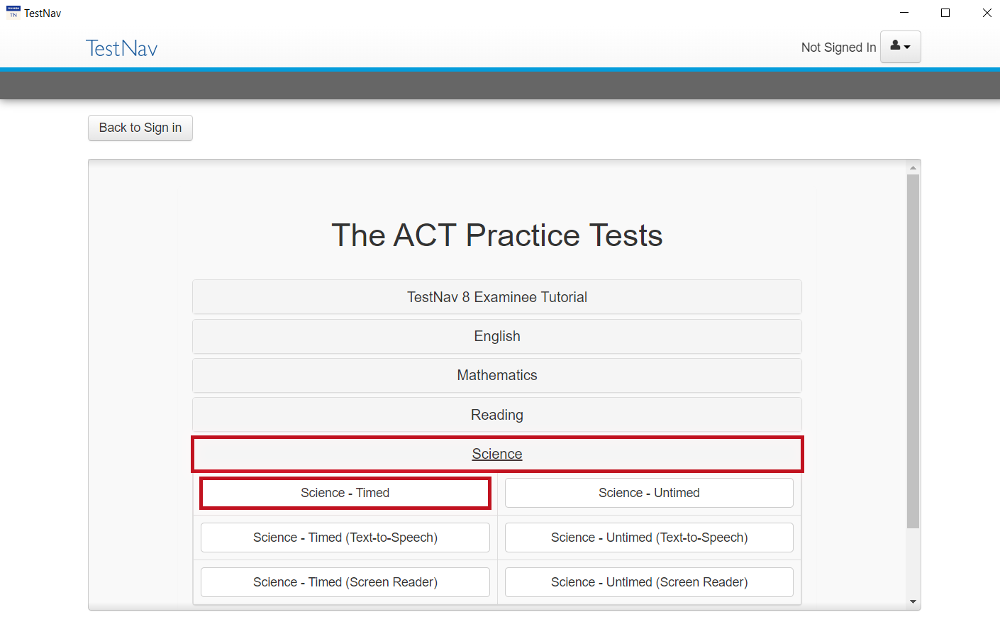 PEARSON
TN
TestNav
TestNav
Not Signed In
Back to Sign in
The ACT Practice Tests
TestNav 8 Examinee Tutorial
English
Mathematics
Reading
Science
Science - Timed
Science - Untimed
Science - Timed (Text-to-Speech)
Science - Untimed (Text-to-Speech)
Science - Timed (Screen Reader)
Science - Untimed (Screen Reader)